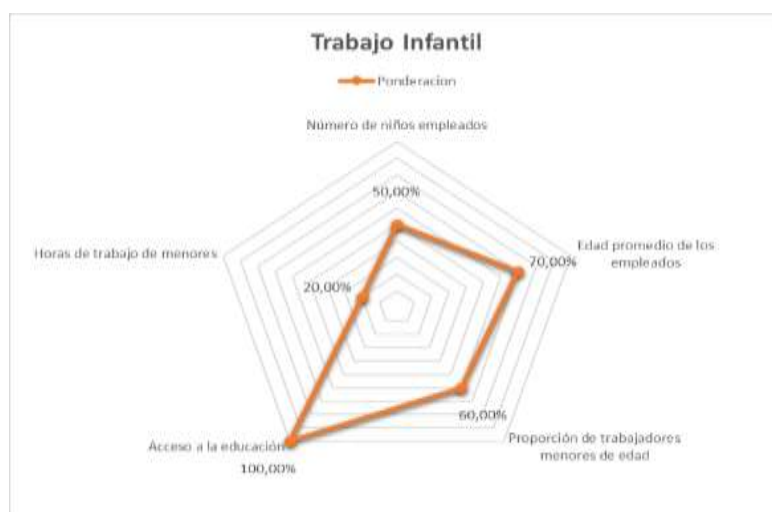 Trabajo Infantil
Ponderacion
Número de niños empleados
50,00%
Edad promedio de los
empleados
70,00%
Horas de trabajo de menores
20,00%
60,00%
Proporción de trabajadores
menores de edad
Acceso a la educación
100,00%